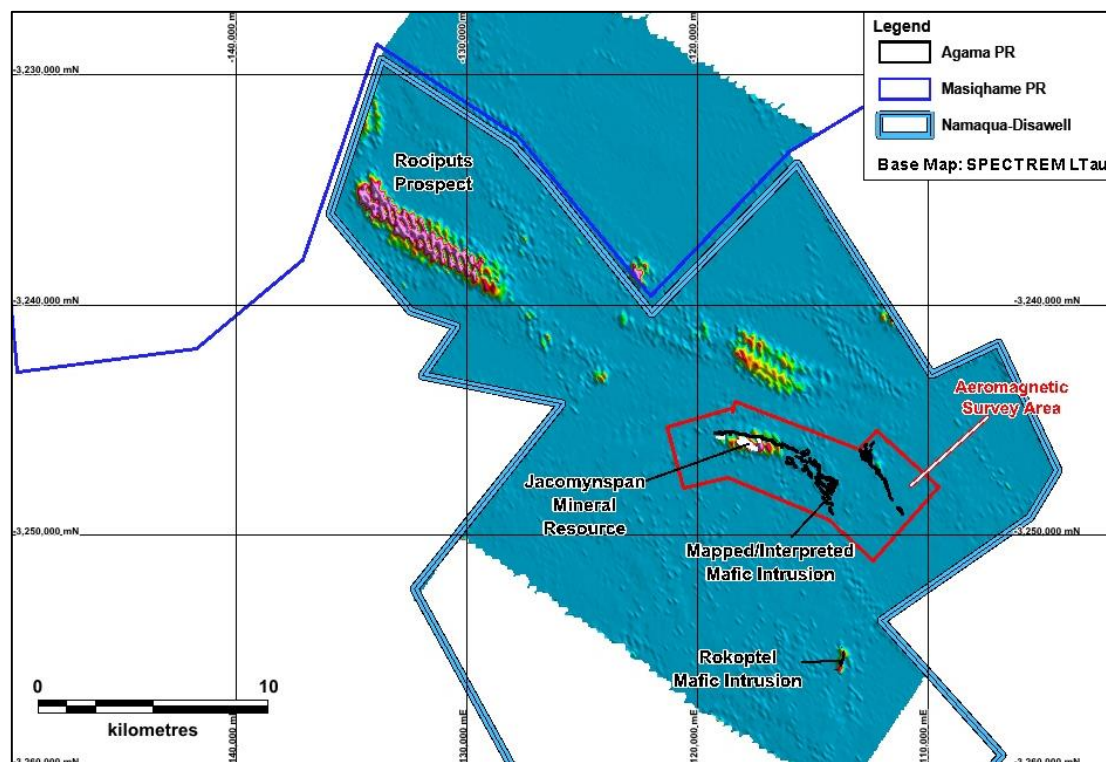 Legend
Agama PR
Masiqhame PR
Namaqua-Disawell
Base Map: SPECTREM LTau
-140,000 mE
-130,000 mE
-120,000 mE
-3,230,000 mN
Rooiputs
Prospect
-3,240,000 mN
-3,240,000 mN
Aeromagnetic
Survey Area
Jacomynspan
Mineral
Resource
-3,250,000 mN
-3,250,000 mN
Mapped/Interpreted
Mafic Intrusion
Rokoptel
Mafic Intrusion
0
10
kilometres
-140,000 mE
-130,000 mE
-120,000 mE
-110,000 mE